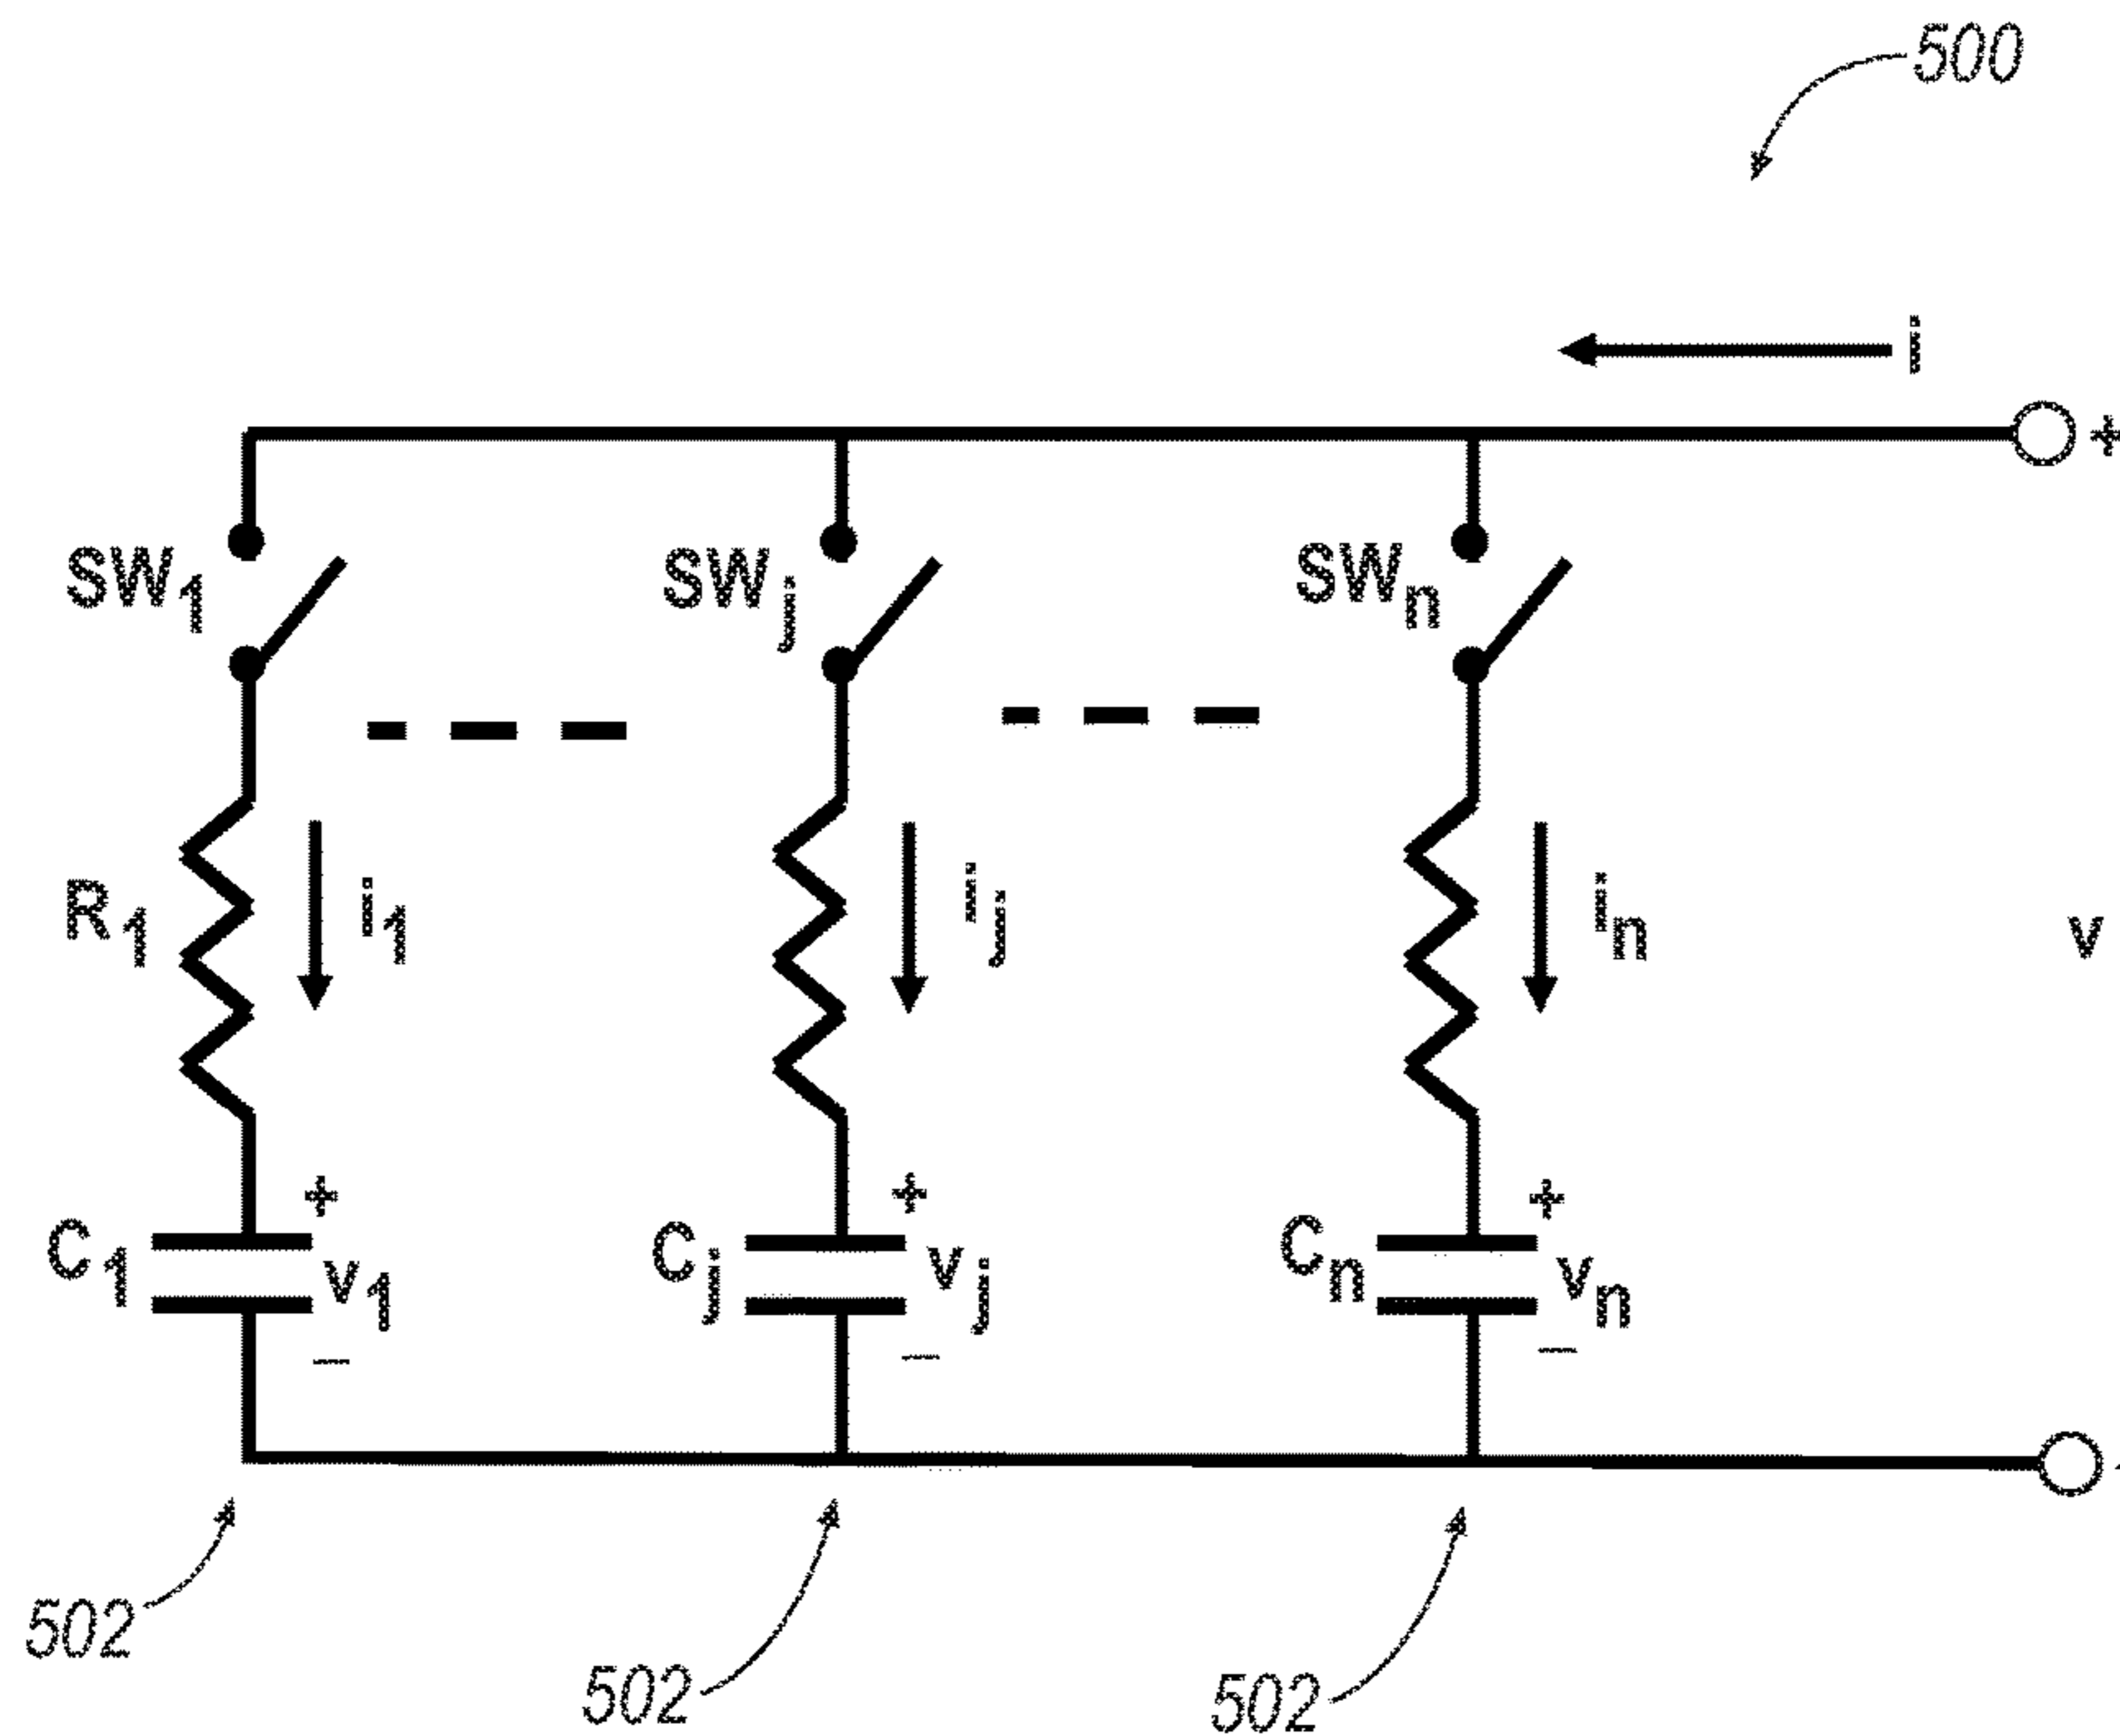 500
i
+
SW1
SWj
SWn
R1
i1
ij
in
v
+
+
+
C1
v1
Cj
vj
Cn
vn
–
–
–
502
502
502